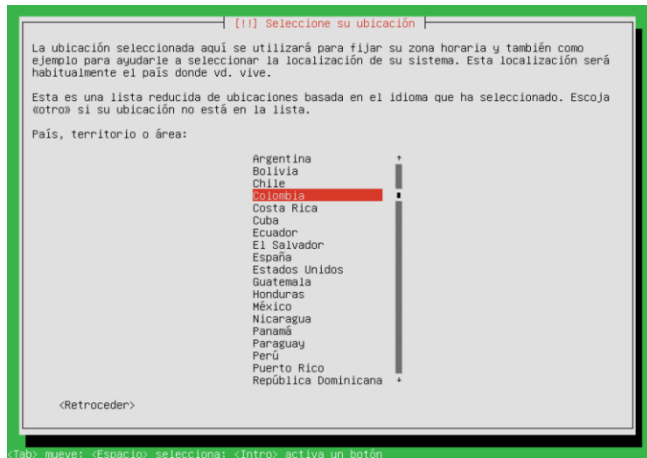 [!!] Seleccione su ubicación
La ubicación seleccionada aquí se utilizará para fijar su zona horaria y también como
ejemplo para ayudarle a seleccionar la localización de su sistema. Esta localización será
habitualmente el país donde vd. vive.
Esta es una lista reducida de ubicaciones basada en el idioma que ha seleccionado. Escoja
«otro» si su ubicación no está en la lista.
País, territorio o área:
Argentina
Bolivia
Chile
Colombia
Costa Rica
Cuba
Ecuador
El Salvador
España
Estados Unidos
Guatemala
Honduras
México
Nicaragua
Panamá
Paraguay
Perú
Puerto Rico
República Dominicana
<Retroceder>
<Tab> mueve; <Espacio> selecciona; <Intro> activa un botón